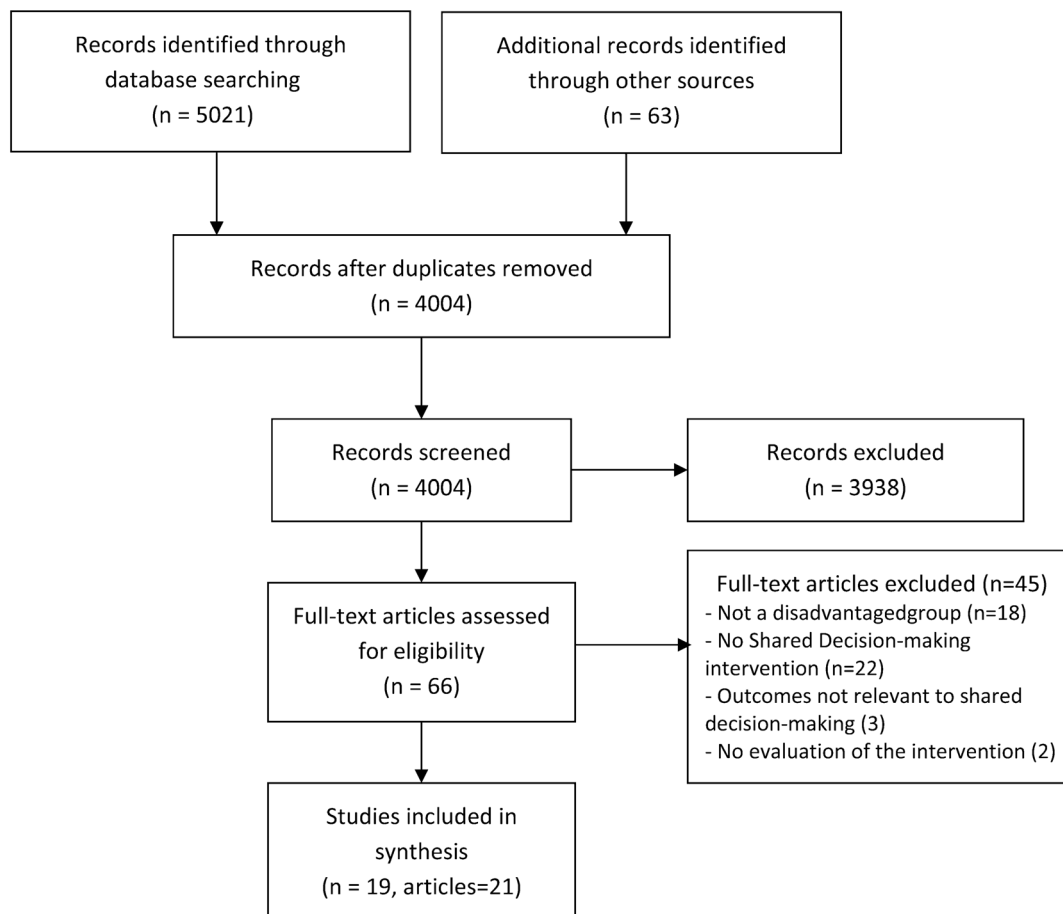 Records identified through
database searching
(n = 5021)
Additional records identified
through other sources
(n = 63)
Records after duplicates removed
(n = 4004)
Records screened
(n = 4004)
Records excluded
(n = 3938)
Full-text articles assessed
for eligibility
(n = 66)
Full-text articles excluded (n=45)
- Not a disadvantagedgroup (n=18)
- No Shared Decision-making
intervention (n=22)
- Outcomes not relevant to shared
decision-making (3)
- No evaluation of the intervention (2)
Studies included in
synthesis
(n = 19, articles=21)